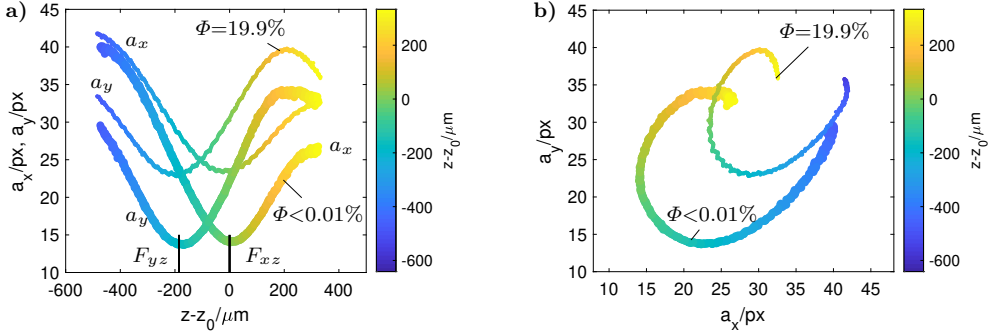 a)
a_x/px, a_y/px
45
40
35
30
25
20
15
10
-600
-400
-200
0
200
400
z-z_0/μm
a_x
a_y
Φ=19.9%
a_x
Φ<0.01%
a_y
F_yz
F_xz
200
0
-200
-400
-600
z-z_0/μm
b)
a_y/px
45
40
35
30
25
20
15
10
10
15
20
25
30
35
40
45
a_x/px
Φ=19.9%
Φ<0.01%
200
0
-200
-400
-600
z-z_0/μm